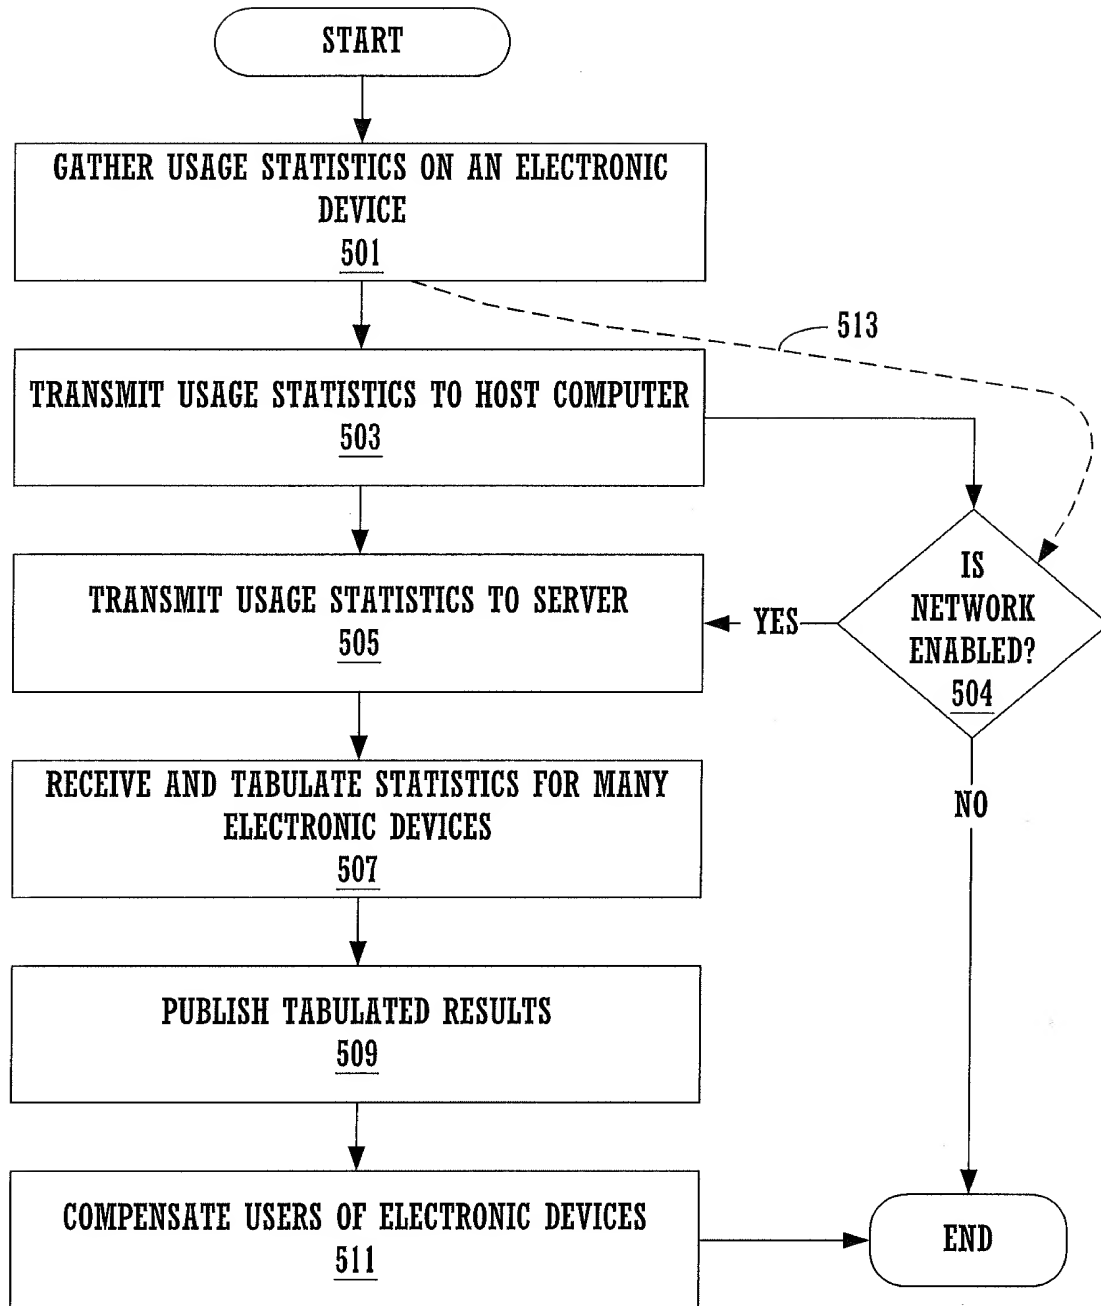 START
GATHER USAGE STATISTICS ON AN ELECTRONIC
DEVICE
501
513
TRANSMIT USAGE STATISTICS TO HOST COMPUTER
503
IS
NETWORK
ENABLED?
504
YES
TRANSMIT USAGE STATISTICS TO SERVER
505
RECEIVE AND TABULATE STATISTICS FOR MANY
ELECTRONIC DEVICES
507
NO
PUBLISH TABULATED RESULTS
509
COMPENSATE USERS OF ELECTRONIC DEVICES
511
END